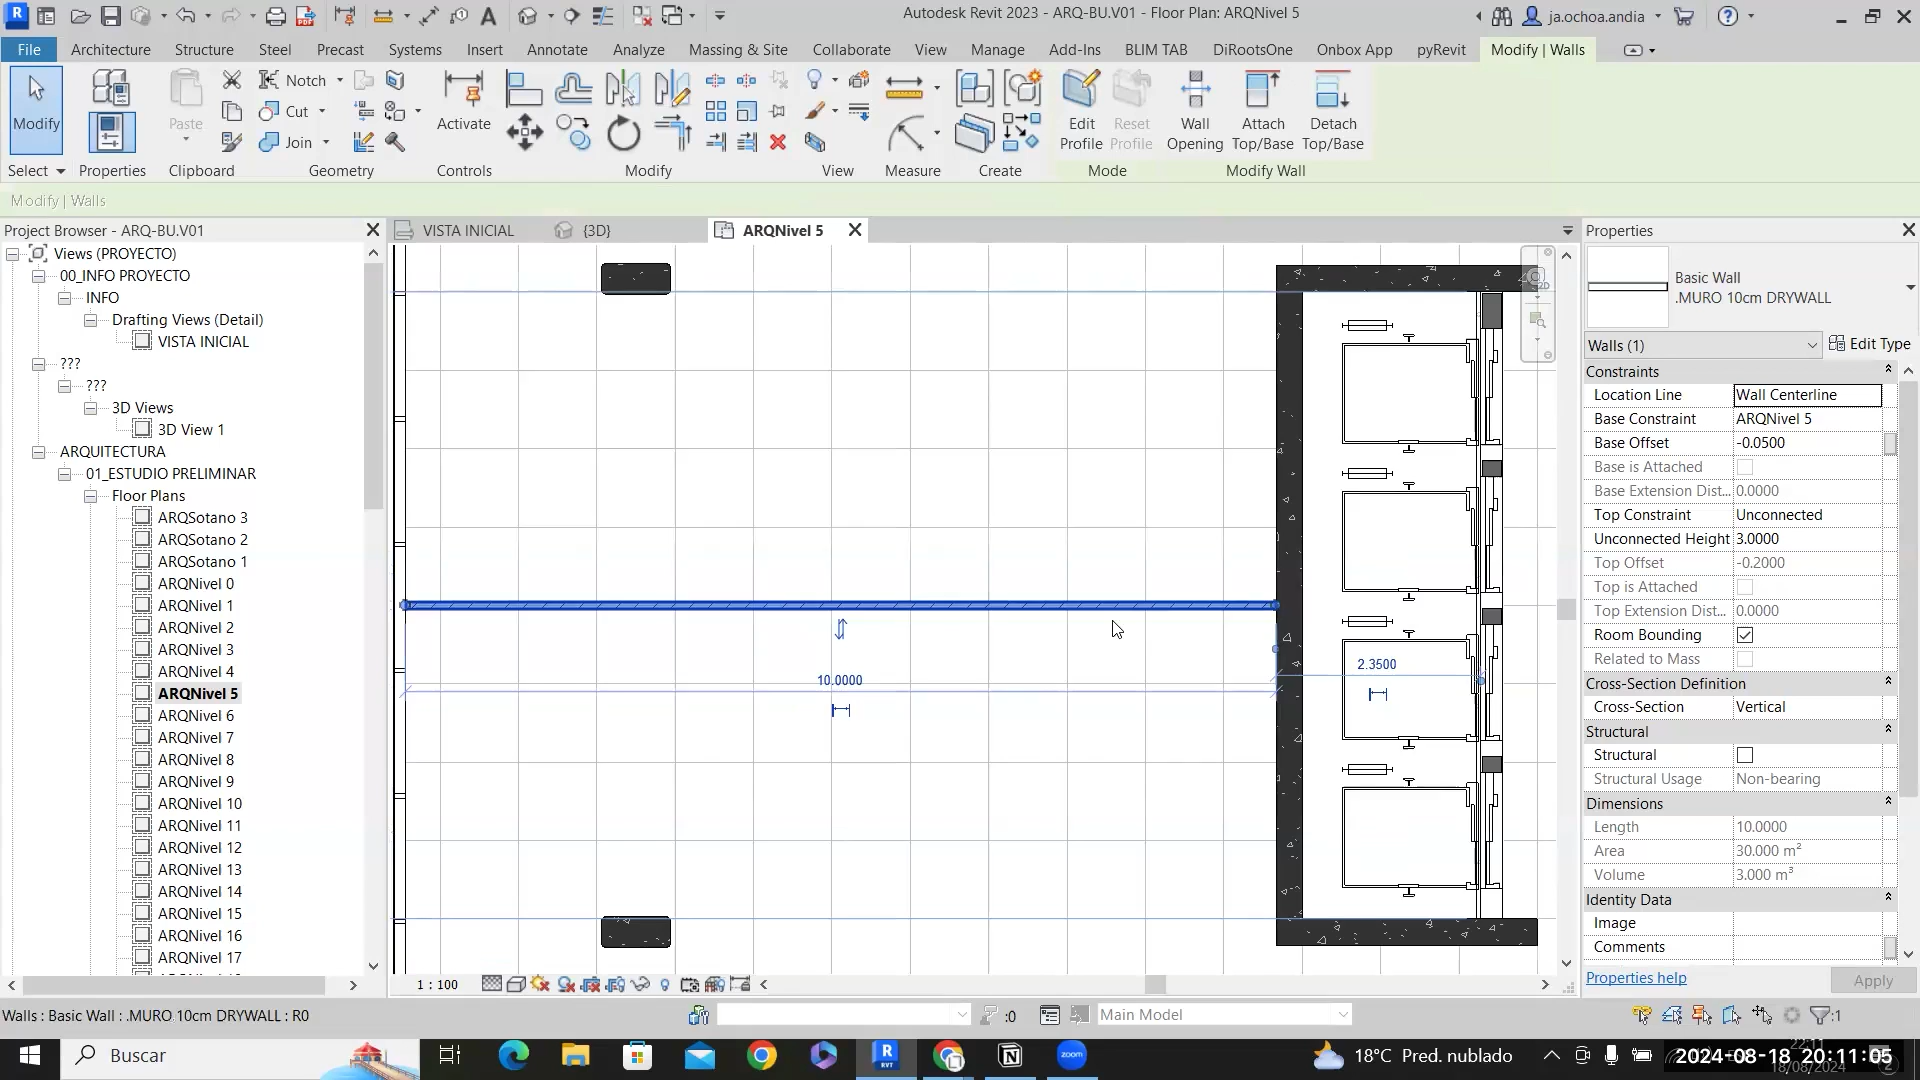 Autodesk Revit 2023 - ARQ-BU.V01 - Floor Plan: ARQNivel 5
ja.ochoa.andia
File Architecture Structure Steel Precast Systems Insert Annotate Analyze Massing & Site Collaborate View Manage Add-Ins BLIM TAB DiRootsOne Onbox App pyRevit Modify | Walls
Modify
Paste
Notch
Cut
Join
Activate
Edit Profile
Reset Profile
Wall Opening
Attach Top/Base
Detach Top/Base
Select Properties Clipboard Geometry Controls Modify View Measure Create Mode Modify Wall
Modify | Walls
Project Browser - ARQ-BU.V01
Views (PROYECTO)
00_INFO PROYECTO
INFO
Drafting Views (Detail)
VISTA INICIAL
???
???
3D Views
3D View 1
ARQUITECTURA
01_ESTUDIO PRELIMINAR
Floor Plans
ARQSotano 3
ARQSotano 2
ARQSotano 1
ARQNivel 0
ARQNivel 1
ARQNivel 2
ARQNivel 3
ARQNivel 4
ARQNivel 5
ARQNivel 6
ARQNivel 7
ARQNivel 8
ARQNivel 9
ARQNivel 10
ARQNivel 11
ARQNivel 12
ARQNivel 13
ARQNivel 14
ARQNivel 15
ARQNivel 16
ARQNivel 17
VISTA INICIAL {3D} ARQNivel 5
10.0000
2.3500
1 : 100
Properties
Basic Wall
.MURO 10cm DRYWALL
Walls (1) Edit Type
Constraints
Location Line Wall Centerline
Base Constraint ARQNivel 5
Base Offset -0.0500
Base is Attached
Base Extension Dist... 0.0000
Top Constraint Unconnected
Unconnected Height 3.0000
Top Offset -0.2000
Top is Attached
Top Extension Dist... 0.0000
Room Bounding
Related to Mass
Cross-Section Definition
Cross-Section Vertical
Structural
Structural
Structural Usage Non-bearing
Dimensions
Length 10.0000
Area 30.000 m²
Volume 3.000 m³
Identity Data
Image
Comments
Properties help Apply
Walls : Basic Wall : .MURO 10cm DRYWALL : R0
:0
Main Model
:1
Buscar
zoom
18°C Pred. nublado
22:11
18/08/2024
2024-08-18 20:11:05